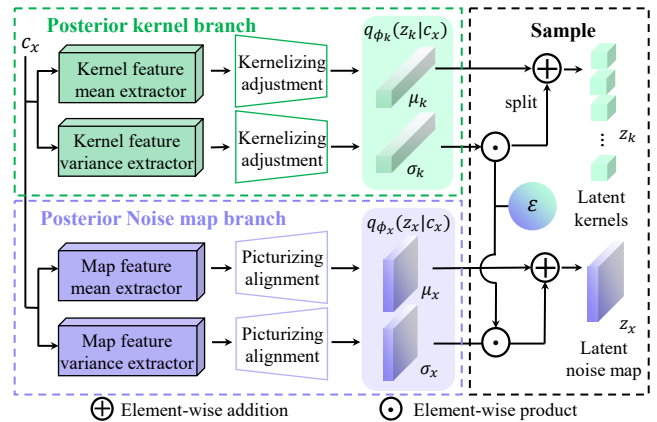 Posterior kernel branch
c_x
Kernel feature
mean extractor
Kernelizing
adjustment
q_{ϕ_k}(z_k|c_x)
μ_k
Kernel feature
variance extractor
Kernelizing
adjustment
σ_k
Posterior Noise map branch
Map feature
mean extractor
Picturizing
alignment
q_{ϕ_x}(z_x|c_x)
μ_x
Map feature
variance extractor
Picturizing
alignment
σ_x
Sample
split
z_k
Latent
kernels
ε
z_x
Latent
noise map
Element-wise addition
Element-wise product